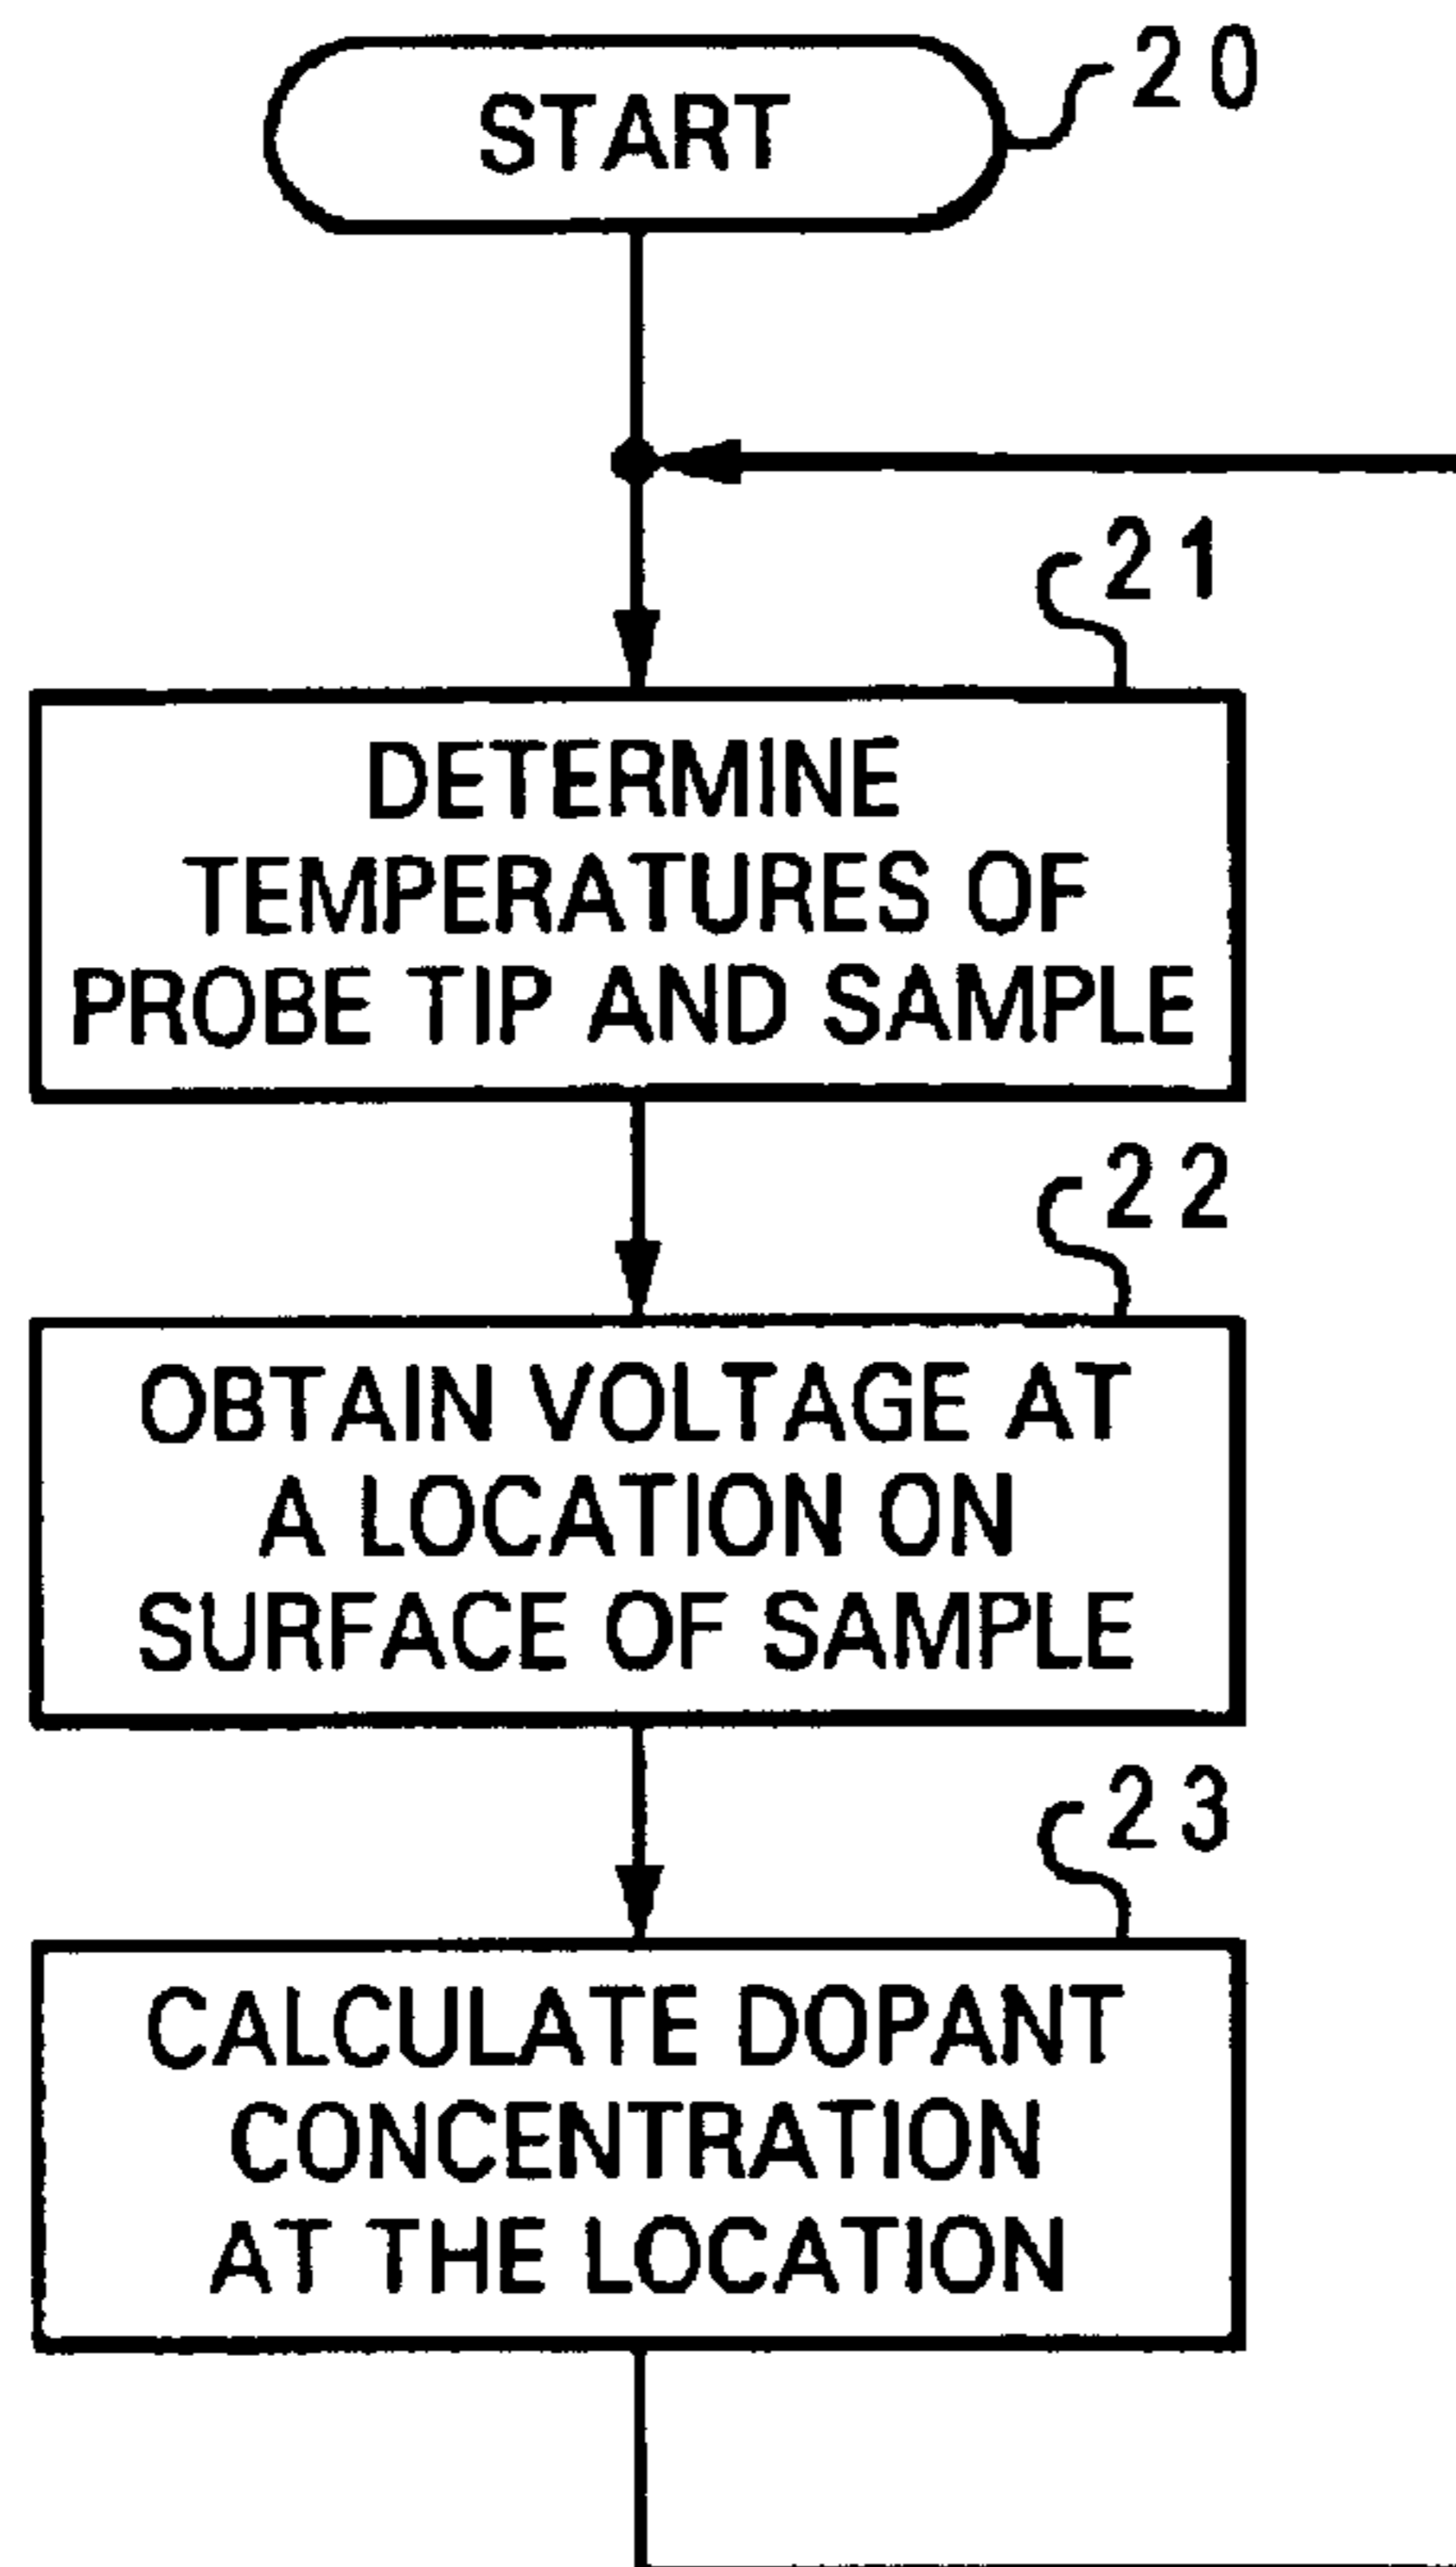 START
20
21
DETERMINE
TEMPERATURES OF
PROBE TIP AND SAMPLE
22
OBTAIN VOLTAGE AT
A LOCATION ON
SURFACE OF SAMPLE
23
CALCULATE DOPANT
CONCENTRATION
AT THE LOCATION